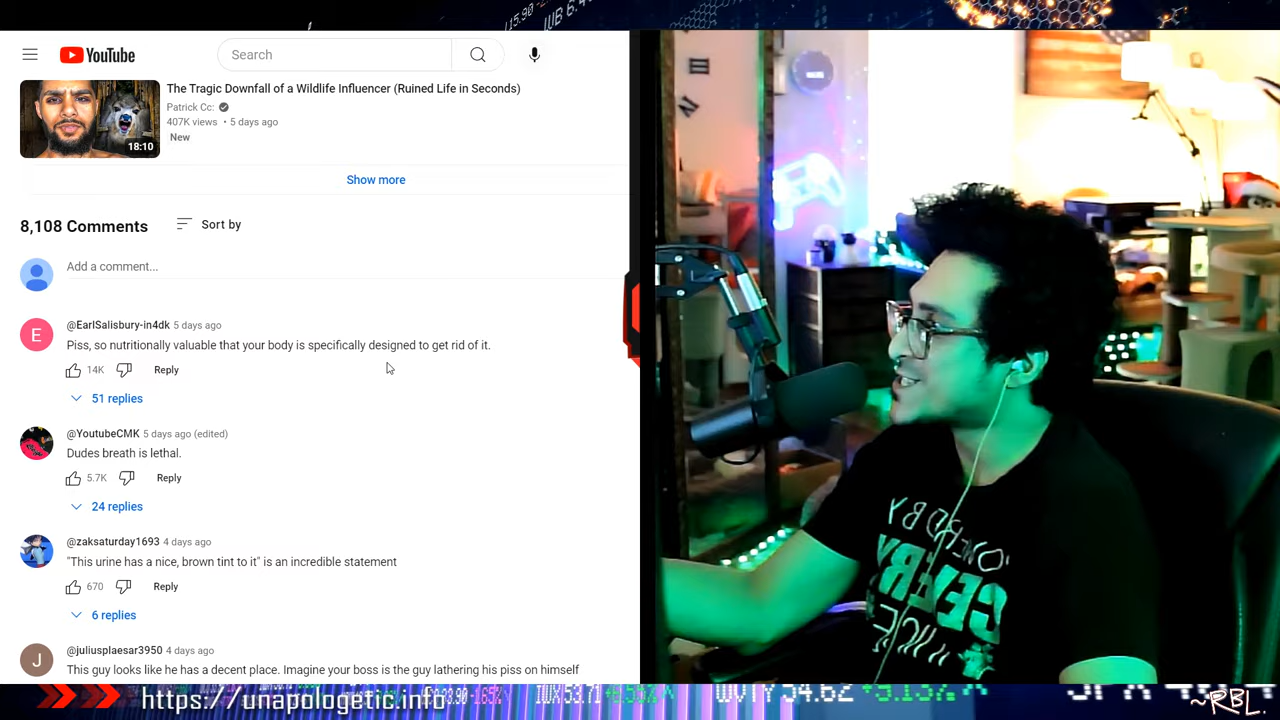 YouTube
Search
The Tragic Downfall of a Wildlife Influencer (Ruined Life in Seconds)
Patrick Cc:
407K views • 5 days ago
New
18:10
Show more
8,108 Comments
Sort by
Add a comment...
E
@EarlSalisbury-in4dk 5 days ago
Piss, so nutritionally valuable that your body is specifically designed to get rid of it.
14K
Reply
51 replies
@YoutubeCMK 5 days ago (edited)
Dudes breath is lethal.
5.7K
Reply
24 replies
@zaksaturday1693 4 days ago
"This urine has a nice, brown tint to it" is an incredible statement
670
Reply
6 replies
J
@juliusplaesar3950 4 days ago
This guy looks like he has a decent place. Imagine your boss is the guy lathering his piss on himself
https://unapologetic.info
~RBL.